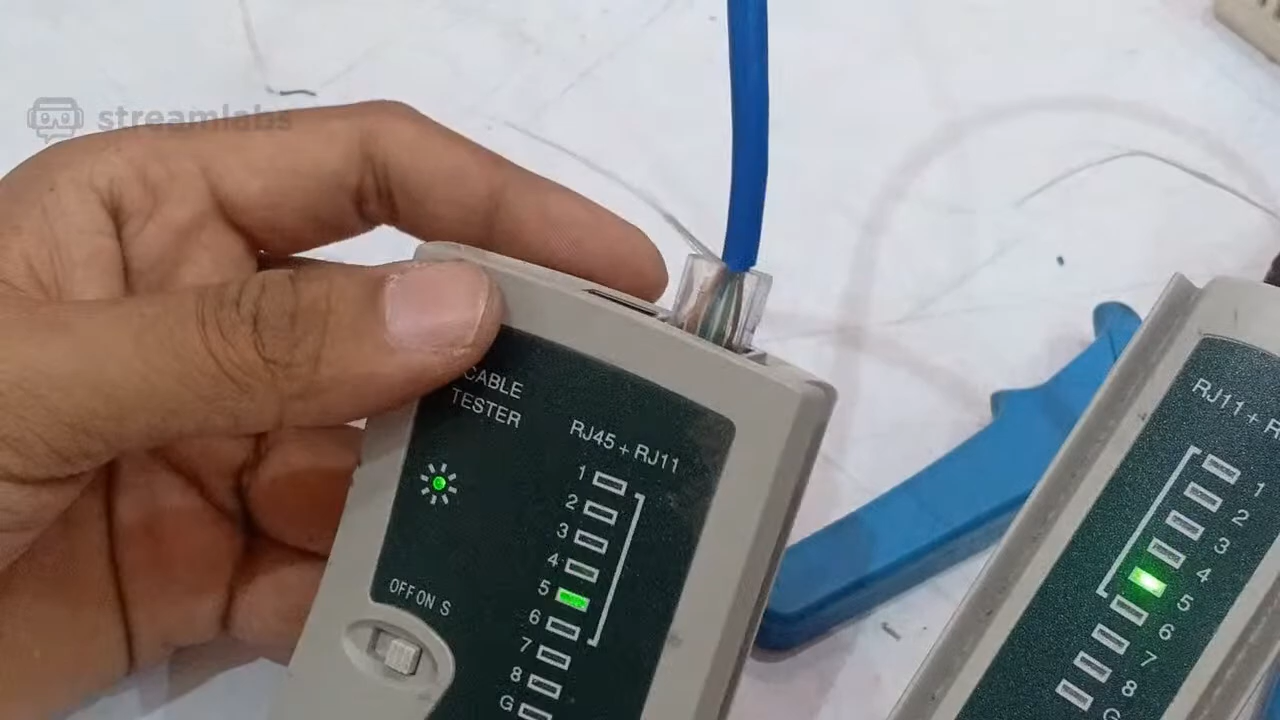 streamlabs
CABLE
TESTER
RJ45 + RJ11
1
2
3
4
5
6
7
8
G
OFF ON S
RJ11 +
1
2
3
4
5
6
7
8
G